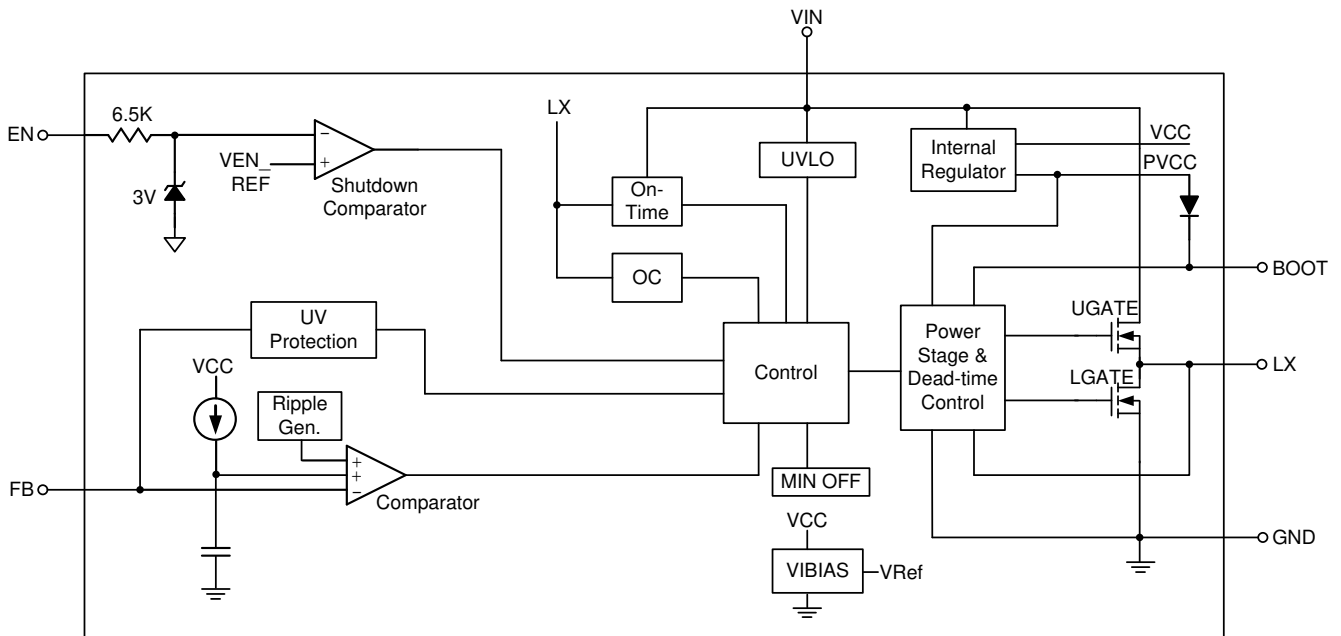 VIN
EN
6.5K
3V
−
+
VEN_
REF
Shutdown
Comparator
LX
On-
Time
OC
UVLO
Internal
Regulator
VCC
PVCC
BOOT
UV
Protection
VCC
Ripple
Gen.
+
+
−
Comparator
FB
Control
MIN OFF
VCC
VIBIAS
VRef
Power
Stage &
Dead-time
Control
UGATE
LGATE
LX
GND